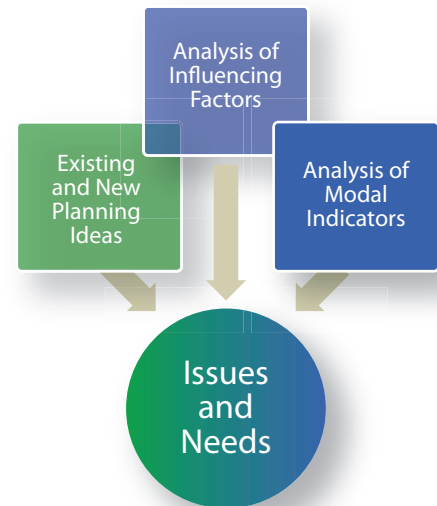 Analysis of
Influencing
Factors
Existing
and New
Planning
Ideas
Analysis of
Modal
Indicators
Issues
and
Needs